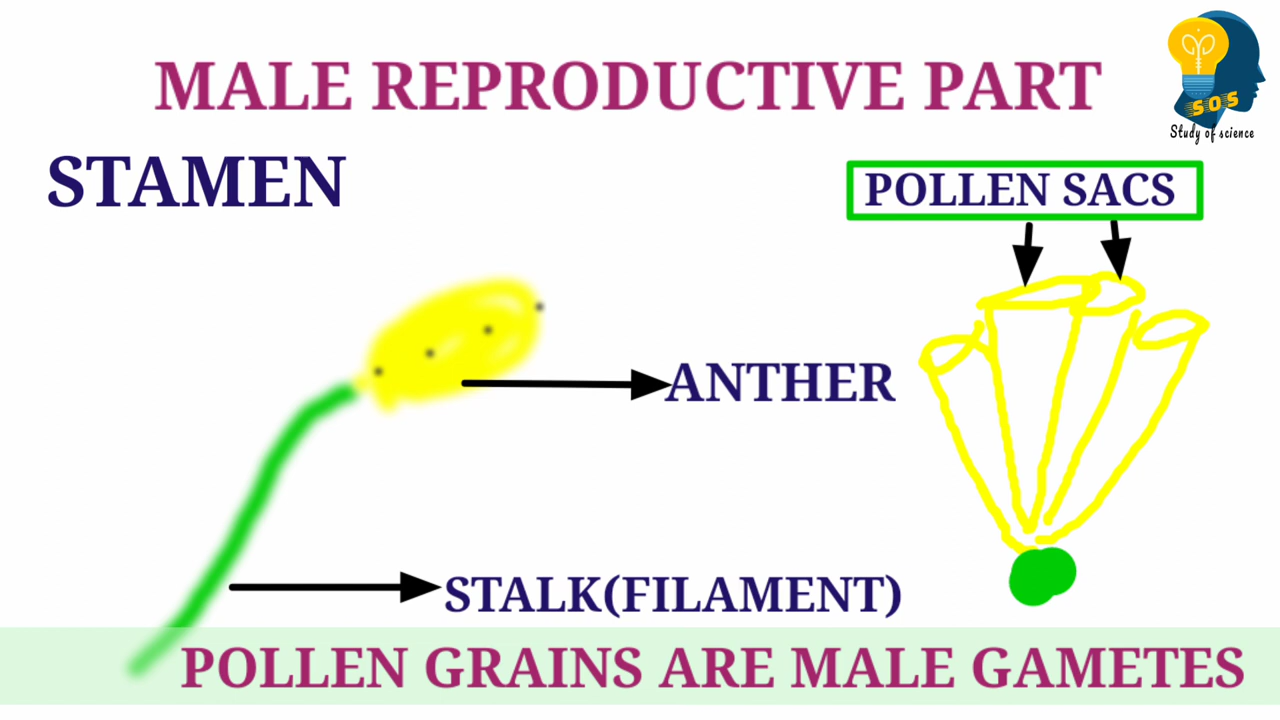 MALE REPRODUCTIVE PART
SOS
Study of science
STAMEN
POLLEN SACS
ANTHER
STALK(FILAMENT)
POLLEN GRAINS ARE MALE GAMETES